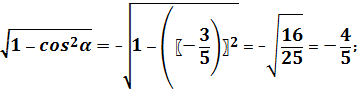 √(1 − cos²α) = -√(1 − (〖−3/5)〗²) = -√(16/25) = −4/5;